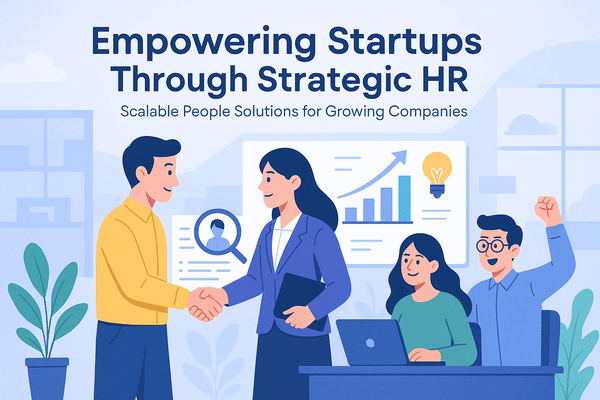 Empowering Startups
Through Strategic HR
Scalable People Solutions for Growing Companies